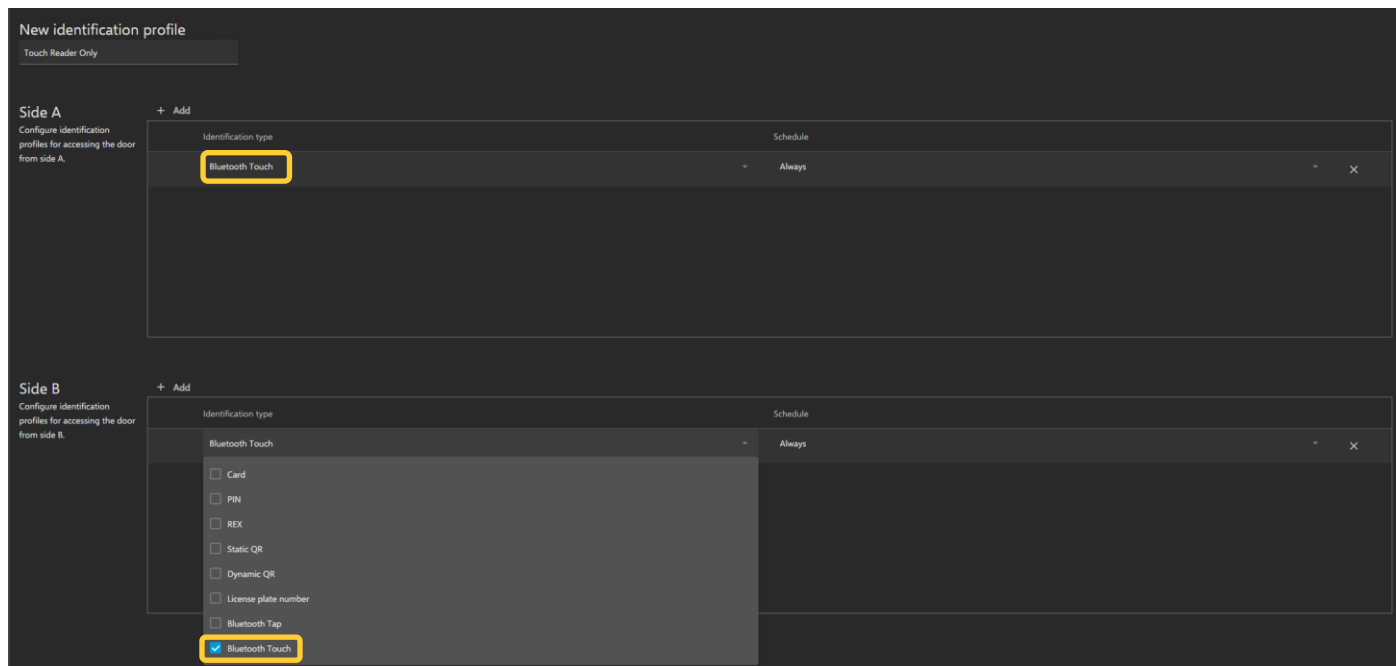 New identification profile
Touch Reader Only
Side A
+ Add
Configure identification
profiles for accessing the door
from side A.
Identification type
Schedule
Bluetooth Touch
Always
Side B
+ Add
Configure identification
profiles for accessing the door
from side B.
Identification type
Schedule
Bluetooth Touch
Always
Card
PIN
REX
Static QR
Dynamic QR
License plate number
Bluetooth Tap
Bluetooth Touch